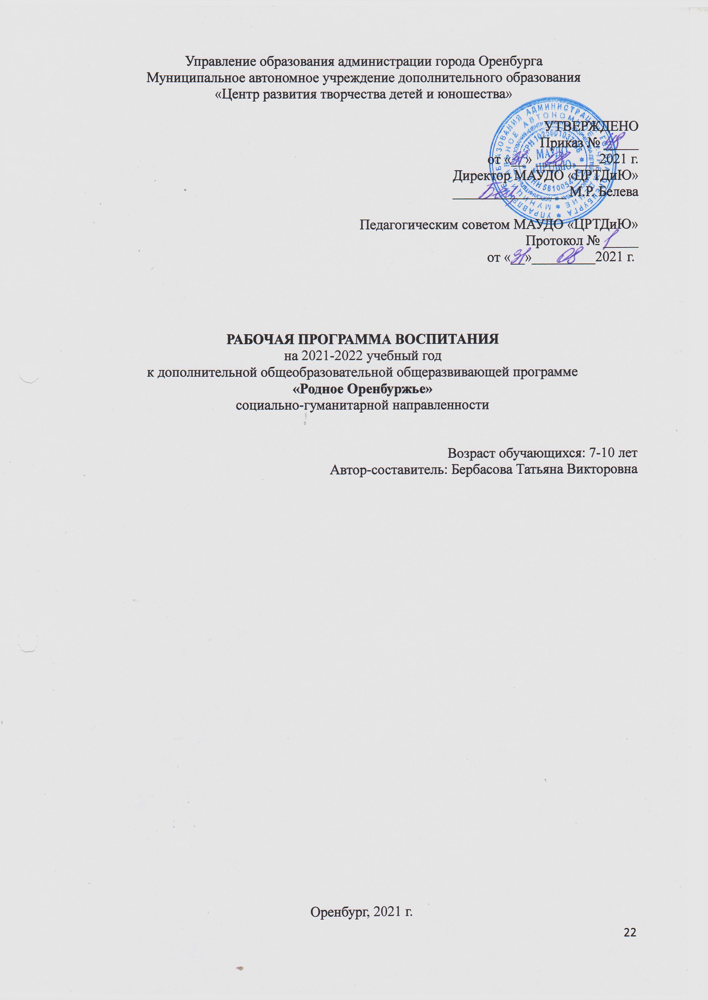 Управление образования администрации города Оренбурга
Муниципальное автономное учреждение дополнительного образования
«Центр развития творчества детей и юношества»
УТВЕРЖДЕНО
Приказ №
от «31» 08 2021 г.
Директор МАУДО «ЦРТДиЮ»
М.Р. Белева
МАУДО
«ЦРТДиЮ»
Педагогическим советом МАУДО «ЦРТДиЮ»
Протокол № 1
от «31» 08 2021 г.
РАБОЧАЯ ПРОГРАММА ВОСПИТАНИЯ
на 2021-2022 учебный год
к дополнительной общеобразовательной общеразвивающей программе
«Родное Оренбуржье»
социально-гуманитарной направленности
Возраст обучающихся: 7-10 лет
Автор-составитель: Бербасова Татьяна Викторовна
Оренбург, 2021 г.
22